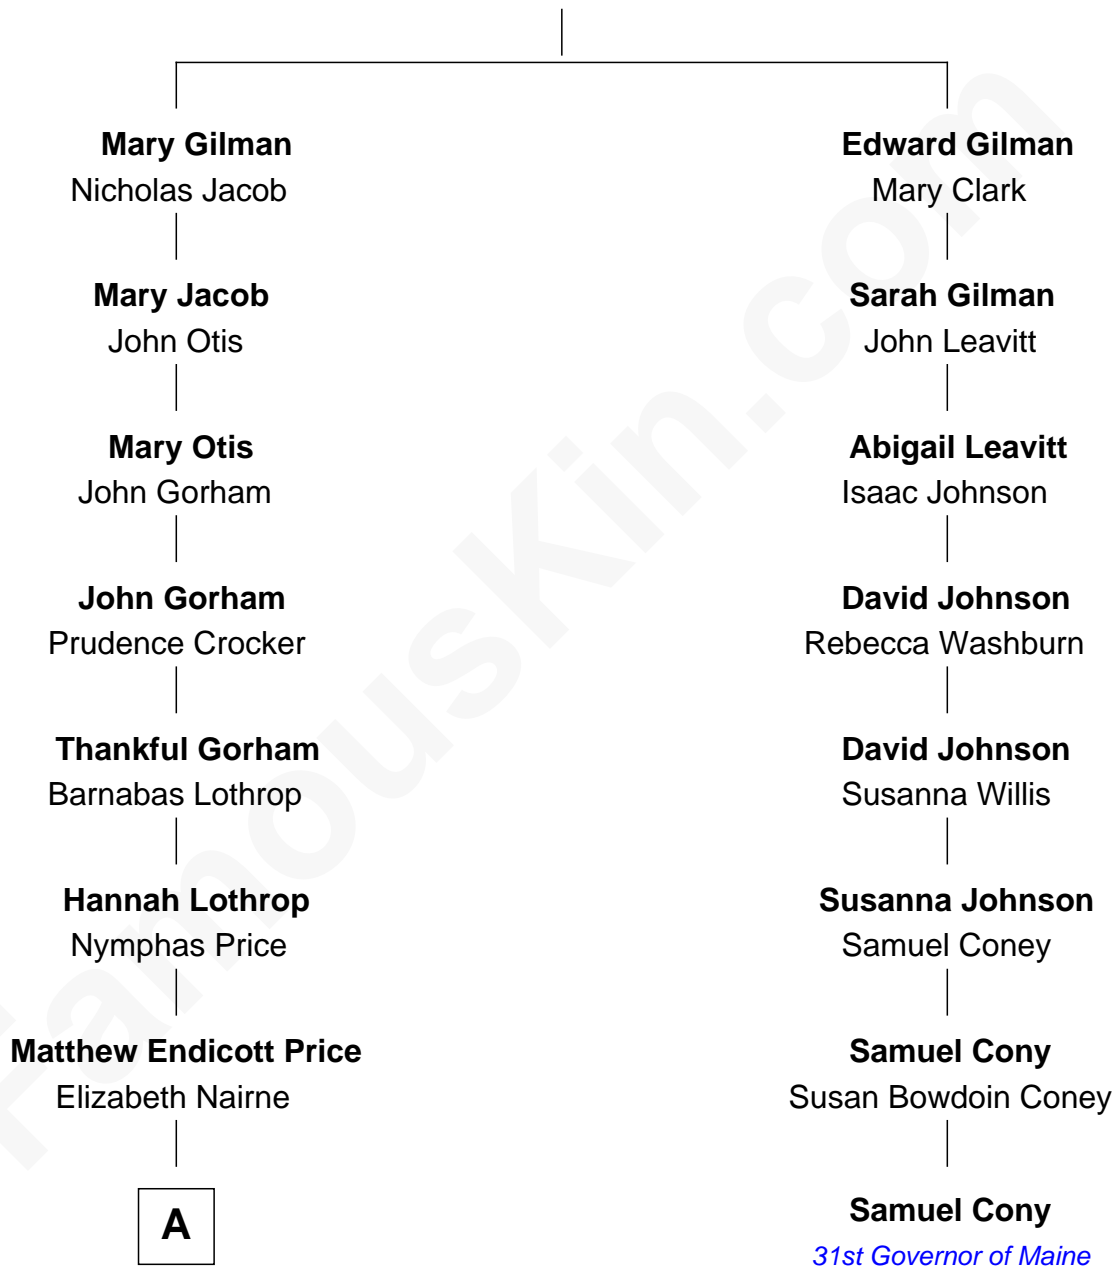 Mary Gilman
Nicholas Jacob
Mary Jacob
John Otis
Mary Otis
John Gorham
John Gorham
Prudence Crocker
Thankful Gorham
Barnabas Lothrop
Hannah Lothrop
Nymphas Price
Matthew Endicott Price
Elizabeth Nairne
A
Edward Gilman
Mary Clark
Sarah Gilman
John Leavitt
Abigail Leavitt
Isaac Johnson
David Johnson
Rebecca Washburn
David Johnson
Susanna Willis
Susanna Johnson
Samuel Coney
Samuel Cony
Susan Bowdoin Coney
Samuel Cony
31st Governor of Maine
FamousKin.com